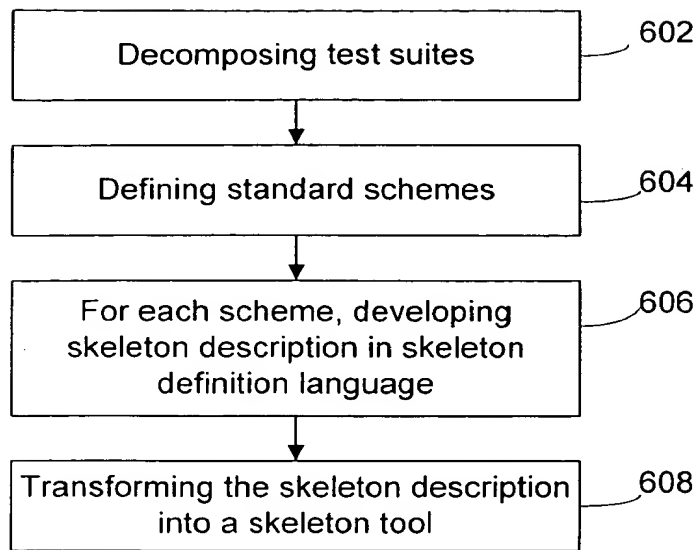 Decomposing test suites
602
Defining standard schemes
604
For each scheme, developing
skeleton description in skeleton
definition language
606
Transforming the skeleton description
into a skeleton tool
608